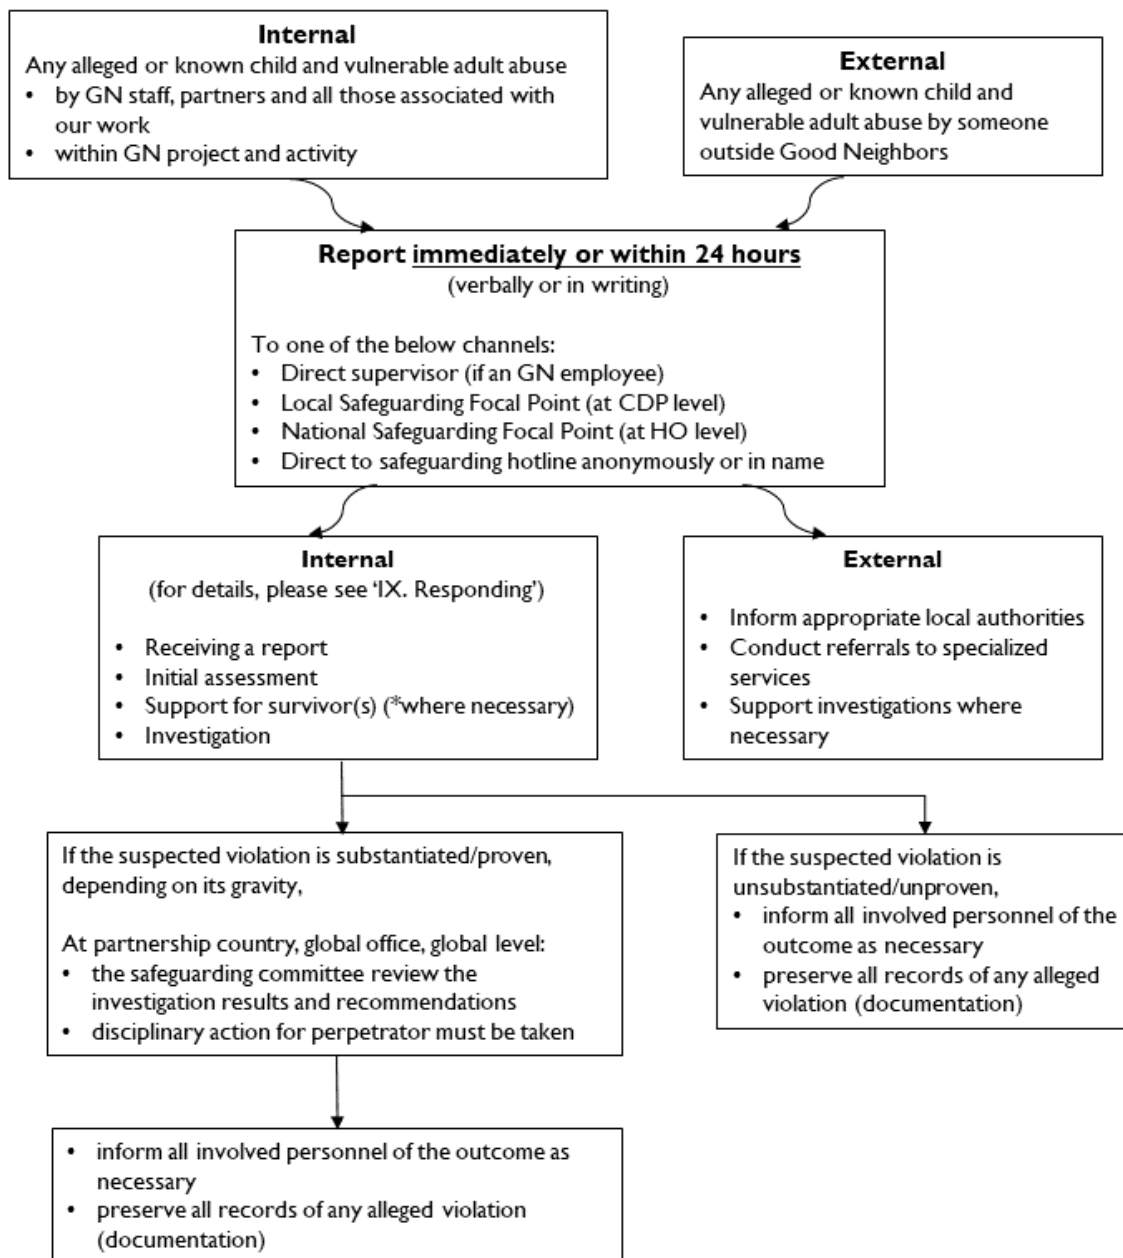 Internal
Any alleged or known child and vulnerable adult abuse
• by GN staff, partners and all those associated with
our work
• within GN project and activity
External
Any alleged or known child and
vulnerable adult abuse by someone
outside Good Neighbors
Report immediately or within 24 hours
(verbally or in writing)
To one of the below channels:
• Direct supervisor (if an GN employee)
• Local Safeguarding Focal Point (at CDP level)
• National Safeguarding Focal Point (at HO level)
• Direct to safeguarding hotline anonymously or in name
Internal
(for details, please see ‘IX. Responding’)
• Receiving a report
• Initial assessment
• Support for survivor(s) (*where necessary)
• Investigation
External
• Inform appropriate local authorities
• Conduct referrals to specialized
services
• Support investigations where
necessary
If the suspected violation is substantiated/proven,
depending on its gravity,
At partnership country, global office, global level:
• the safeguarding committee review the
investigation results and recommendations
• disciplinary action for perpetrator must be taken
If the suspected violation is
unsubstantiated/unproven,
• inform all involved personnel of the
outcome as necessary
• preserve all records of any alleged
violation (documentation)
• inform all involved personnel of the outcome as
necessary
• preserve all records of any alleged violation
(documentation)